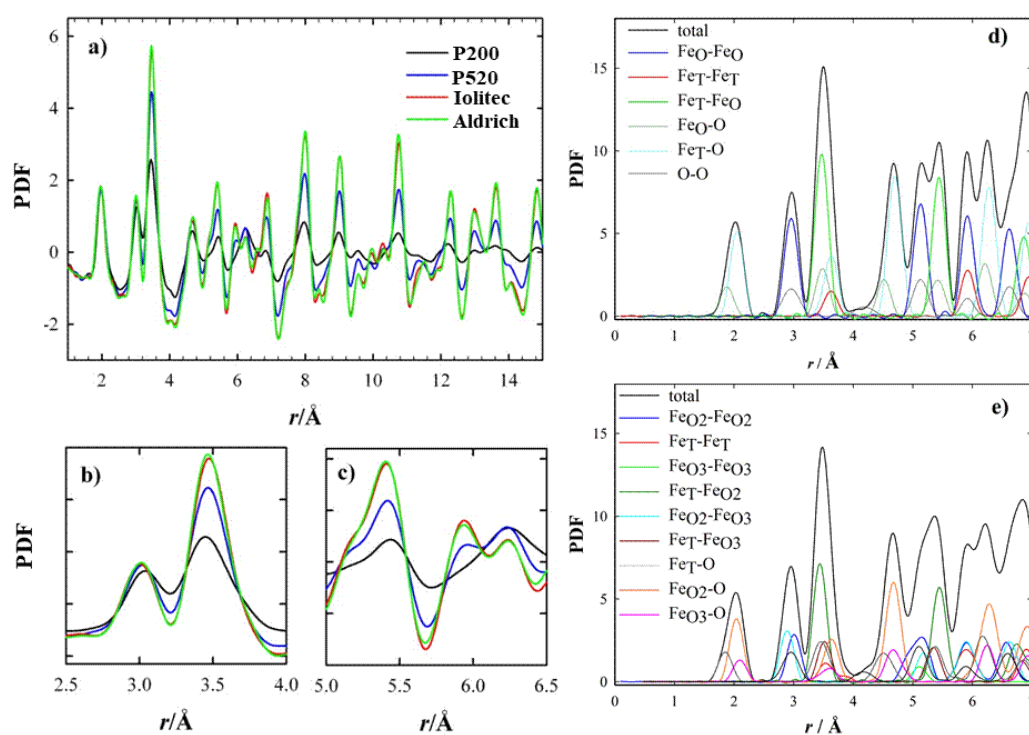 a)
P200
P520
Iolitec
Aldrich
PDF
6
4
2
0
-2
2 4 6 8 10 12 14
r/Å
b)
PDF
2.5 3.0 3.5 4.0
r/Å
c)
5.0 5.5 6.0 6.5
r/Å
d)
total
FeO-FeO
FeT-FeT
FeT-FeO
FeO-O
FeT-O
O-O
PDF
15
10
5
0
0 1 2 3 4 5 6 7
r / Å
e)
total
FeO2-FeO2
FeT-FeT
FeO3-FeO3
FeT-FeO2
FeO2-FeO3
FeT-FeO3
FeT-O
FeO2-O
FeO3-O
PDF
15
10
5
0
0 1 2 3 4 5 6 7
r / Å